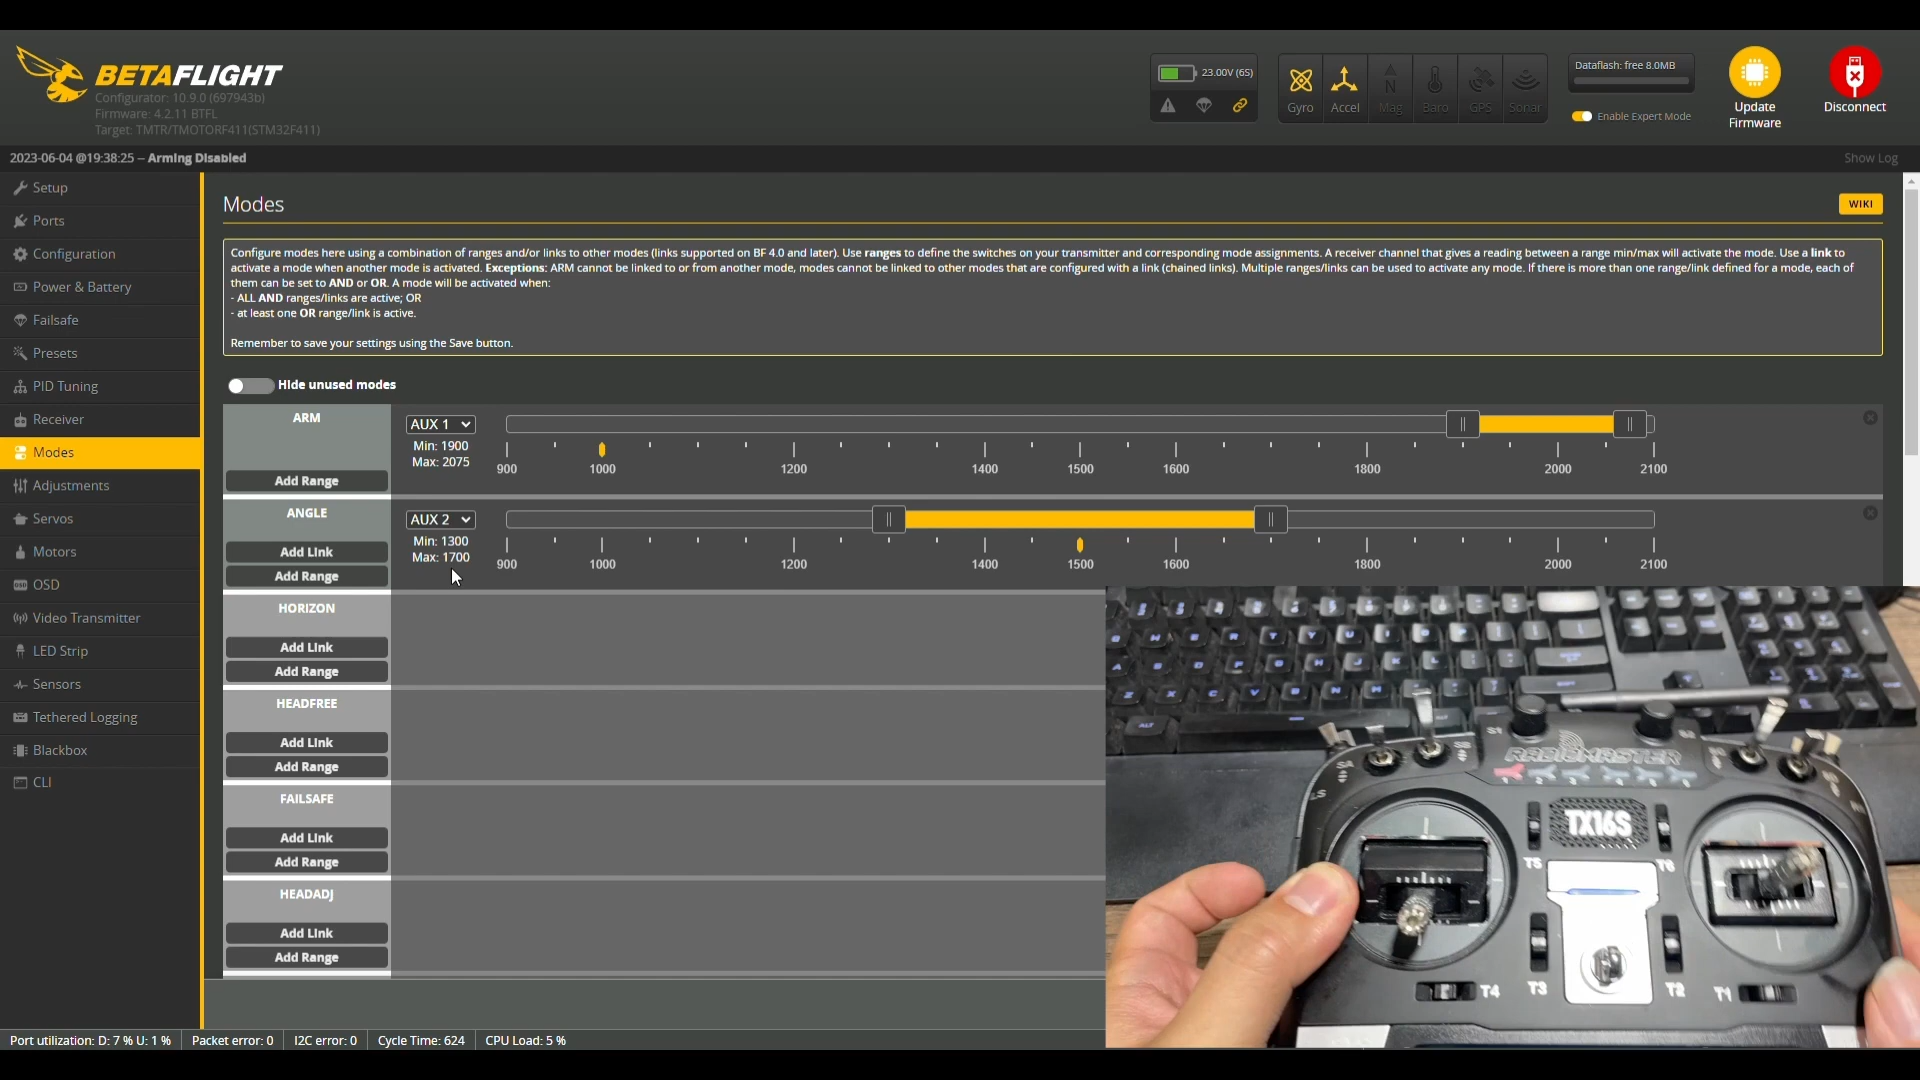 BETAFLIGHT
Configurator: 10.9.0 (697943b)
Firmware: 4.2.11 BTFL
Target: TMTR/TMOTORF411(STM32F411)
23.00V (6S)
Gyro
Accel
Mag
Baro
GPS
Sonar
Dataflash: free 8.0MB
Enable Expert Mode
Update
Firmware
Disconnect
2023-06-04 @19:38:25 -- Arming Disabled
Show Log
Setup
Ports
Configuration
Power & Battery
Failsafe
Presets
PID Tuning
Receiver
Modes
Adjustments
Servos
Motors
OSD
Video Transmitter
LED Strip
Sensors
Tethered Logging
Blackbox
CLI
Modes
WIKI
Configure modes here using a combination of ranges and/or links to other modes (links supported on BF 4.0 and later). Use ranges to define the switches on your transmitter and corresponding mode assignments. A receiver channel that gives a reading between a range min/max will activate the mode. Use a link to
activate a mode when another mode is activated. Exceptions: ARM cannot be linked to or from another mode, modes cannot be linked to other modes that are configured with a link (chained links). Multiple ranges/links can be used to activate any mode. If there is more than one range/link defined for a mode, each of
them can be set to AND or OR. A mode will be activated when:
- ALL AND ranges/links are active; OR
- at least one OR range/link is active.
Remember to save your settings using the Save button.
Hide unused modes
ARM
Add Range
AUX 1
Min: 1900
Max: 2075
900 1000 1200 1400 1500 1600 1800 2000 2100
ANGLE
Add Link
Add Range
AUX 2
Min: 1300
Max: 1700
900 1000 1200 1400 1500 1600 1800 2000 2100
HORIZON
Add Link
Add Range
HEADFREE
Add Link
Add Range
FAILSAFE
Add Link
Add Range
HEADADJ
Add Link
Add Range
RADIOMASTER
TX16S
T5
T6
T4
T3
T2
T1
Port utilization: D: 7 % U: 1 %
Packet error: 0
I2C error: 0
Cycle Time: 624
CPU Load: 5 %